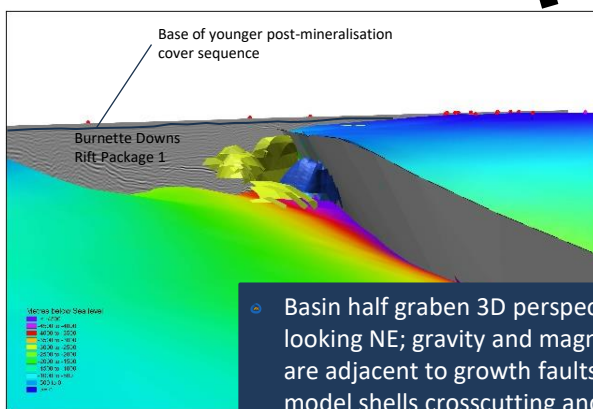 Base of younger post-mineralisation
cover sequence
Burnette Downs
Rift Package 1
Metres below Sea level
Basin half graben 3D perspec
looking NE; gravity and magn
are adjacent to growth faults
model shells crosscutting and